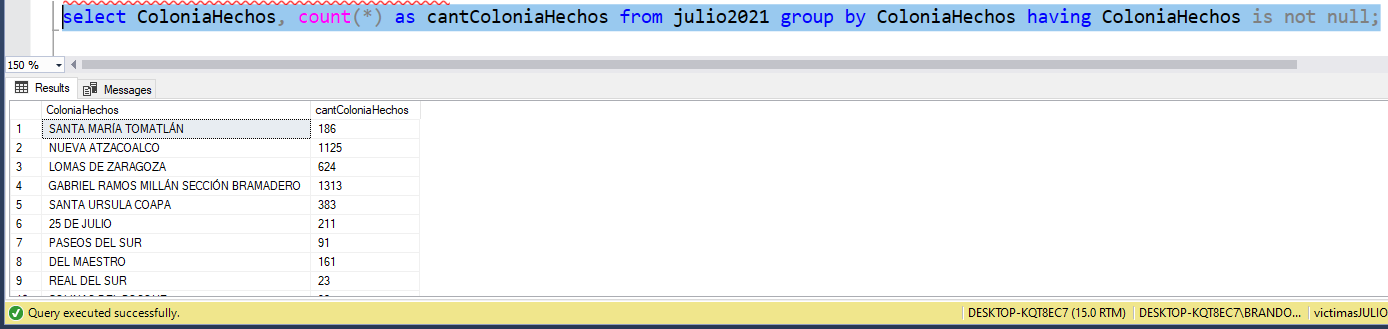 select ColoniaHechos, count(*) as cantColoniaHechos from julio2021 group by ColoniaHechos having ColoniaHechos is not null;
150 %
Results Messages
ColoniaHechos cantColoniaHechos
1 SANTA MARÍA TOMATLÁN 186
2 NUEVA ATZACOALCO 1125
3 LOMAS DE ZARAGOZA 624
4 GABRIEL RAMOS MILLÁN SECCIÓN BRAMADERO 1313
5 SANTA URSULA COAPA 383
6 25 DE JULIO 211
7 PASEOS DEL SUR 91
8 DEL MAESTRO 161
9 REAL DEL SUR 23
Query executed successfully. DESKTOP-KQT8EC7 (15.0 RTM) DESKTOP-KQT8EC7\BRANDO... victimasJULIO